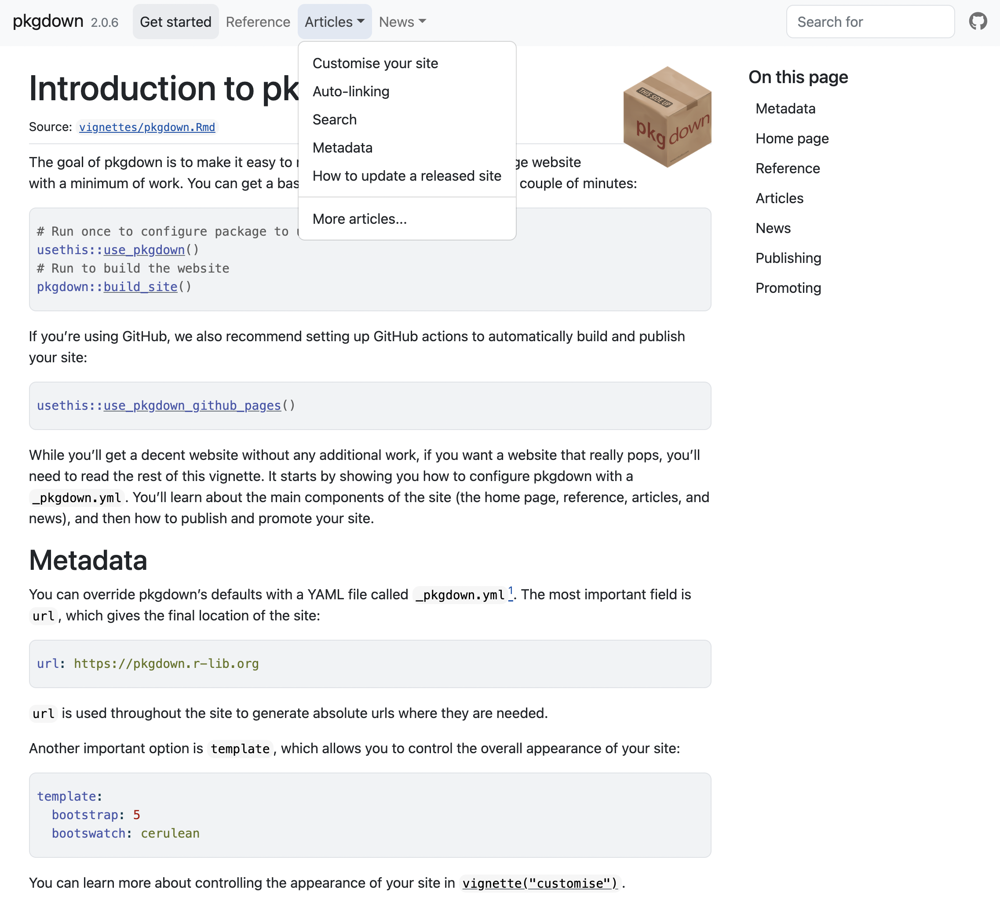 pkgdown 2.0.6 Get started Reference Articles News Search for
Customise your site
Auto-linking
Search
Metadata
How to update a released site
More articles...
Introduction to pk
Source: vignettes/pkgdown.Rmd
THIS SIDE UP
pkgdown
The goal of pkgdown is to make it easy to website
with a minimum of work. You can get a couple of minutes:
# Run once to configure package to
usethis::use_pkgdown()
# Run to build the website
pkgdown::build_site()
If you’re using GitHub, we also recommend setting up GitHub actions to automatically build and publish
your site:
usethis::use_pkgdown_github_pages()
While you’ll get a decent website without any additional work, if you want a website that really pops, you’ll
need to read the rest of this vignette. It starts by showing you how to configure pkgdown with a
_pkgdown.yml. You’ll learn about the main components of the site (the home page, reference, articles, and
news), and then how to publish and promote your site.
Metadata
You can override pkgdown’s defaults with a YAML file called _pkgdown.yml1. The most important field is
url, which gives the final location of the site:
url: https://pkgdown.r-lib.org
url is used throughout the site to generate absolute urls where they are needed.
Another important option is template, which allows you to control the overall appearance of your site:
template:
  bootstrap: 5
  bootswatch: cerulean
You can learn more about controlling the appearance of your site in vignette("customise").
On this page
Metadata
Home page
Reference
Articles
News
Publishing
Promoting